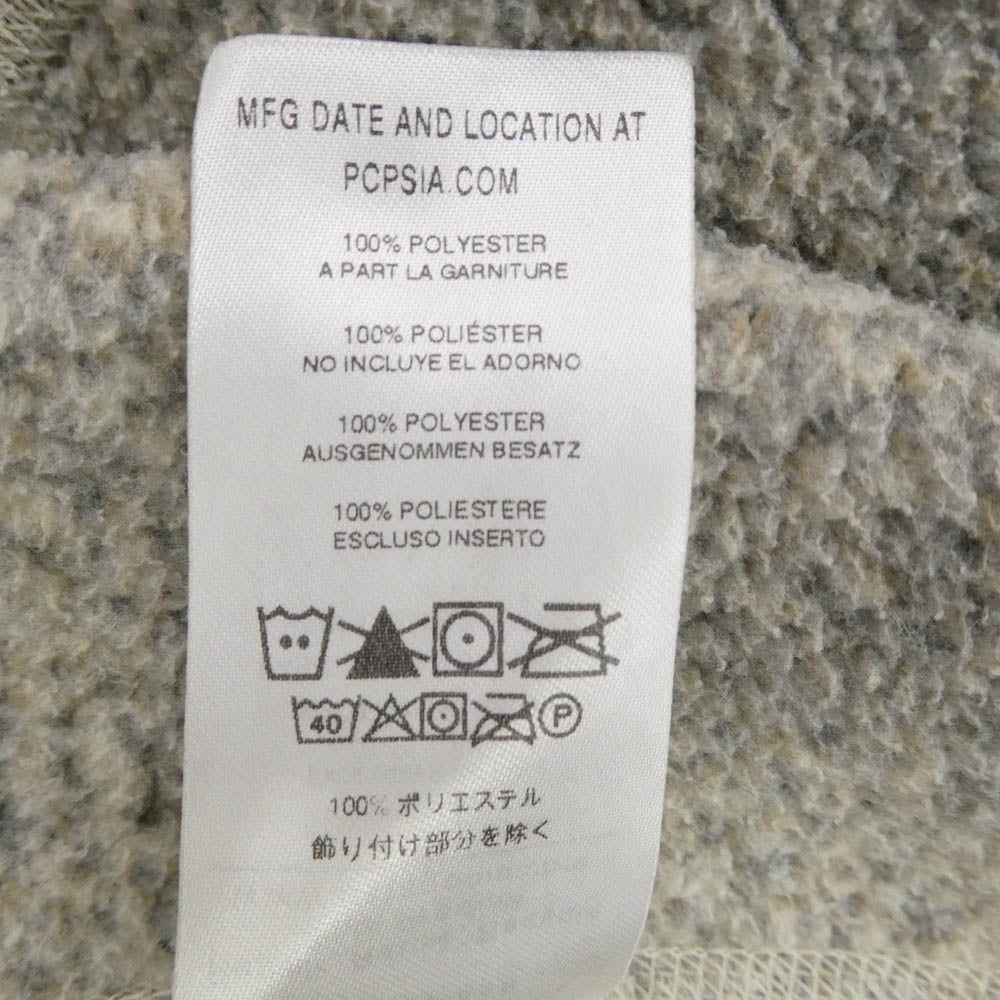 MFG DATE AND LOCATION AT
PCPSIA.COM
100% POLYESTER
A PART LA GARNITURE
100% POLIÉSTER
NO INCLUYE EL ADORNO
100% POLYESTER
AUSGENOMMEN BESATZ
100% POLIESTERE
ESCLUSO INSERTO
40
P
100% ポリエステル
飾り付け部分を除く